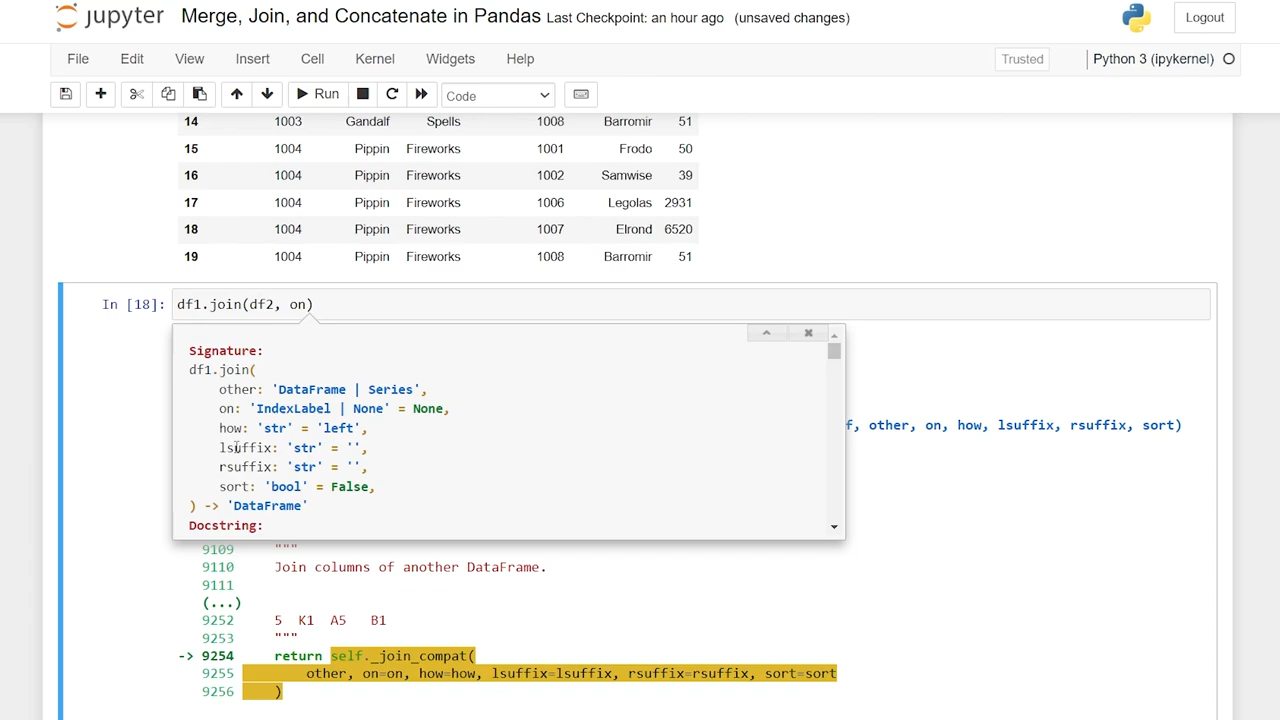 jupyter Merge, Join, and Concatenate in Pandas Last Checkpoint: an hour ago (unsaved changes) Logout
File Edit View Insert Cell Kernel Widgets Help Trusted Python 3 (ipykernel)
Run Code
14 1003 Gandalf Spells 1008 Barromir 51
15 1004 Pippin Fireworks 1001 Frodo 50
16 1004 Pippin Fireworks 1002 Samwise 39
17 1004 Pippin Fireworks 1006 Legolas 2931
18 1004 Pippin Fireworks 1007 Elrond 6520
19 1004 Pippin Fireworks 1008 Barromir 51
In [18]: df1.join(df2, on)
Signature:
df1.join(
other: 'DataFrame | Series',
on: 'IndexLabel | None' = None,
f, other, on, how, lsuffix, rsuffix, sort)
how: 'str' = 'left',
lsuffix: 'str' = '',
rsuffix: 'str' = '',
sort: 'bool' = False,
) -> 'DataFrame'
Docstring:
9109 """
9110 Join columns of another DataFrame.
9111
(...)
9252 5 K1 A5 B1
9253 """
-> 9254 return self._join_compat(
9255 other, on=on, how=how, lsuffix=lsuffix, rsuffix=rsuffix, sort=sort
9256 )